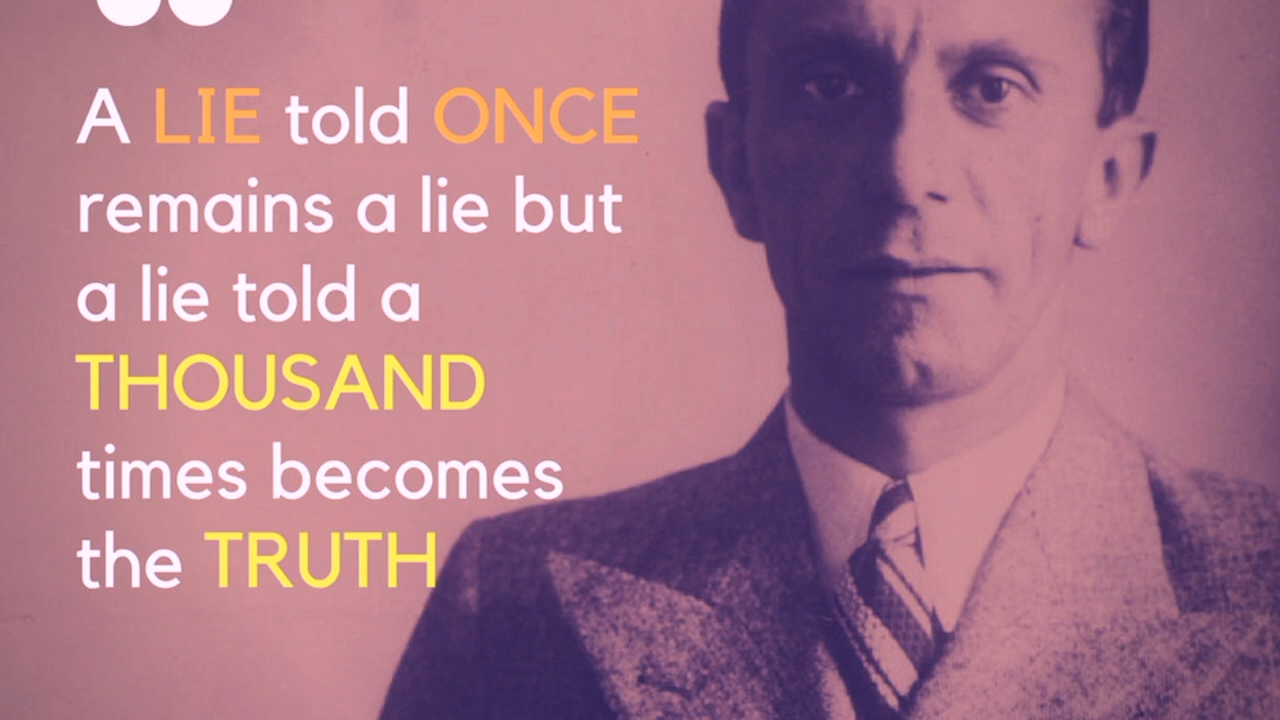 A LIE told ONCE
remains a lie but
a lie told a
THOUSAND
times becomes
the TRUTH